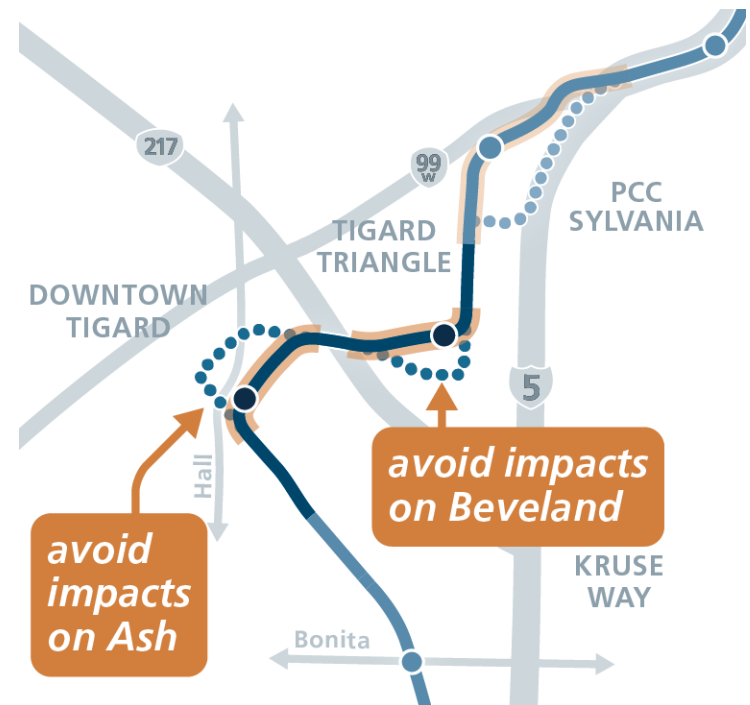 217
99
W
PCC
SYLVANIA
TIGARD
TRIANGLE
DOWNTOWN
TIGARD
5
Hall
avoid impacts
on Beveland
avoid
impacts
on Ash
KRUSE
WAY
Bonita